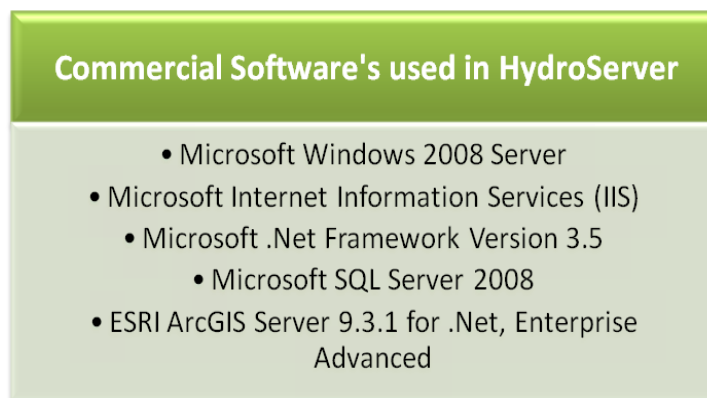 Commercial Software's used in HydroServer
• Microsoft Windows 2008 Server
• Microsoft Internet Information Services (IIS)
• Microsoft .Net Framework Version 3.5
• Microsoft SQL Server 2008
• ESRI ArcGIS Server 9.3.1 for .Net, Enterprise
Advanced